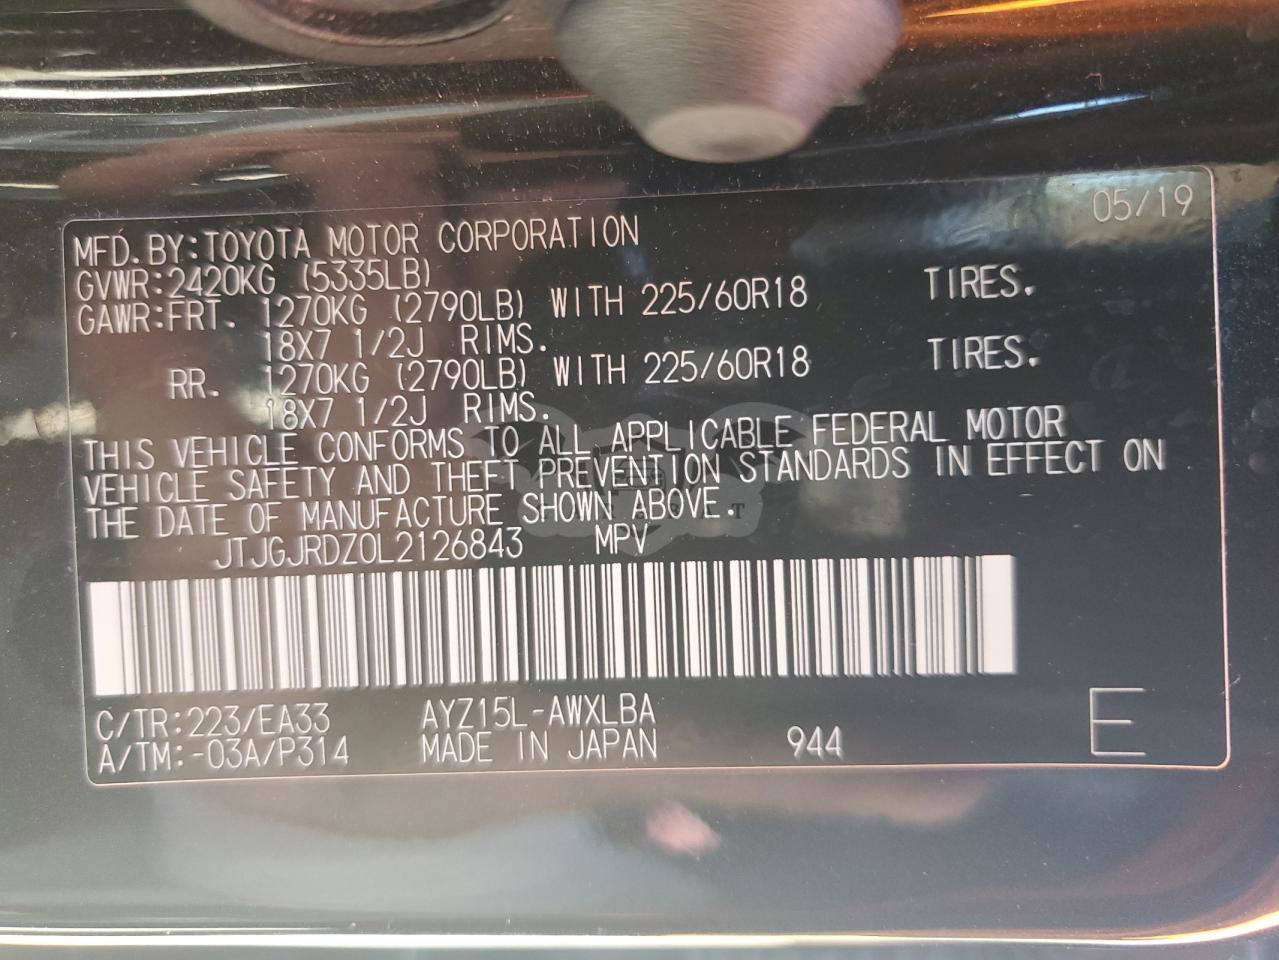 05/19
MFD.BY:TOYOTA MOTOR CORPORATION
GVWR:2420KG (5335LB)
GAWR:FRT. 1270KG (2790LB) WITH 225/60R18 TIRES.
18X7 1/2J RIMS.
RR. 1270KG (2790LB) WITH 225/60R18 TIRES.
18X7 1/2J RIMS.
THIS VEHICLE CONFORMS TO ALL APPLICABLE FEDERAL MOTOR
VEHICLE SAFETY AND THEFT PREVENTION STANDARDS IN EFFECT ON
THE DATE OF MANUFACTURE SHOWN ABOVE.
JTJGJRDZ0L2126843 MPV
C/TR:223/EA33 AYZ15L-AWXLBA
A/TM:-03A/P314 MADE IN JAPAN 944 E